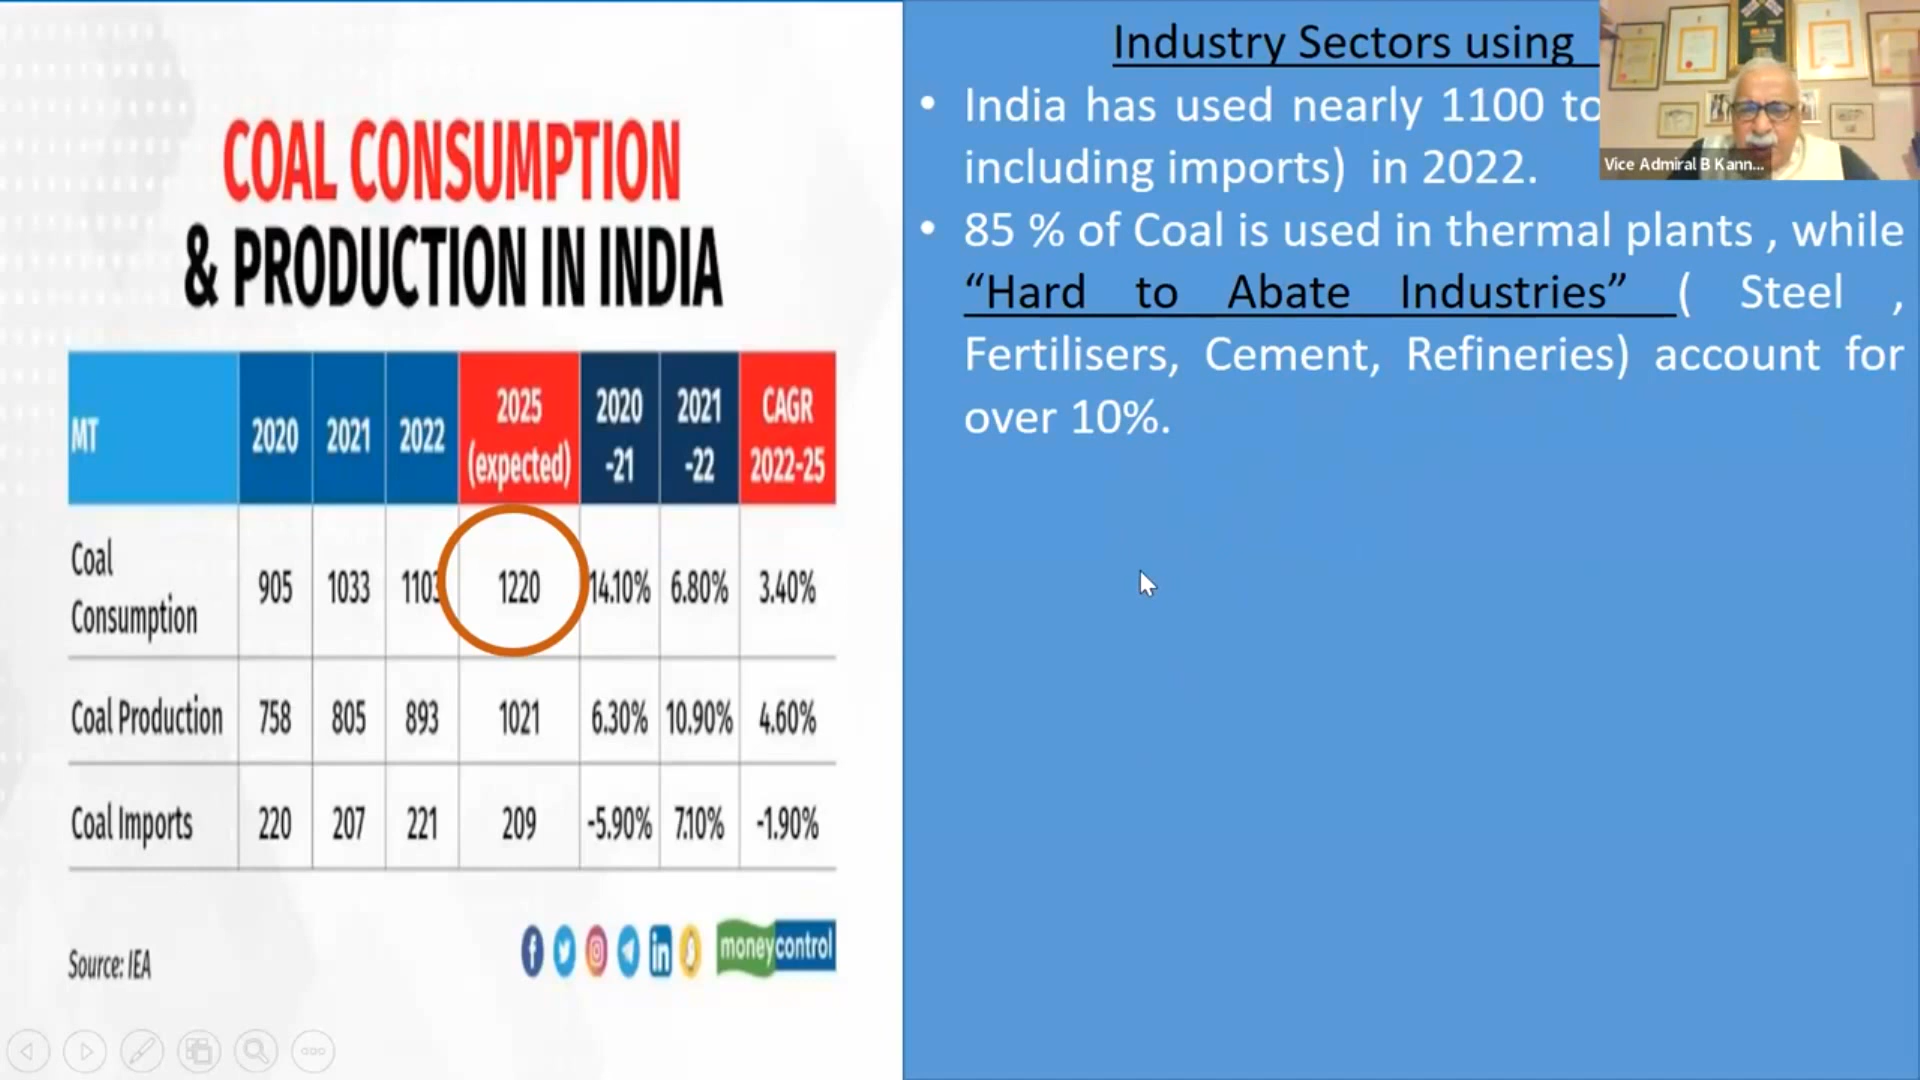 COAL CONSUMPTION
& PRODUCTION IN INDIA
MT 2020 2021 2022 2025 (expected) 2020 -21 2021 -22 CAGR 2022-25
Coal Consumption 905 1033 1103 1220 14.10% 6.80% 3.40%
Coal Production 758 805 893 1021 6.30% 10.90% 4.60%
Coal Imports 220 207 221 209 -5.90% 7.10% -1.90%
Source: IEA
moneycontrol
Industry Sectors using
• India has used nearly 1100 to
including imports) in 2022.
• 85 % of Coal is used in thermal plants , while
“Hard to Abate Industries” ( Steel ,
Fertilisers, Cement, Refineries) account for
over 10%.
Vice Admiral B Kann...